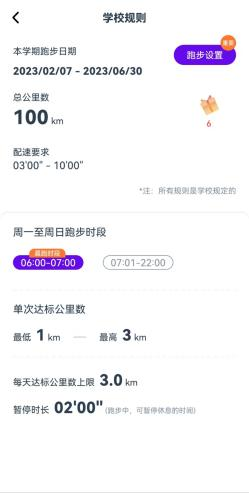 学校规则
本学期跑步日期
重要
跑步设置
2023/02/07 - 2023/06/30
总公里数
100 km
6
配速要求
03'00" - 10'00"
*注：所有规则是学校规定的
周一至周日跑步时段
晨跑时段
06:00-07:00
07:01-22:00
单次达标公里数
最低 1 km — 最高 3 km
每天达标公里数上限 3.0 km
暂停时长 02'00" (跑步中，可暂停休息的时间)